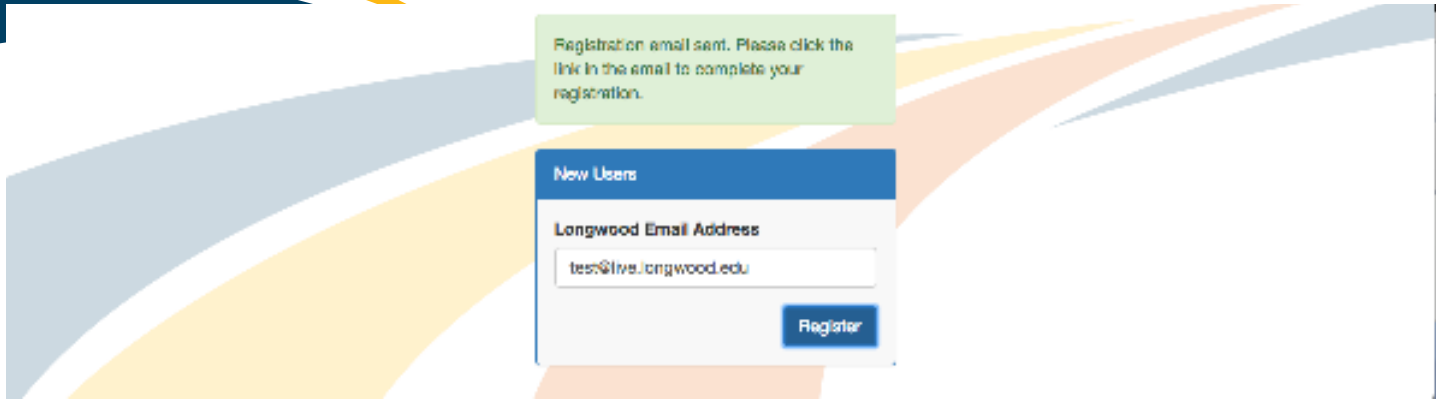 Registration email sent. Please click the
link in the email to complete your
registration.
New Users
Longwood Email Address
test@live.longwood.edu
Register